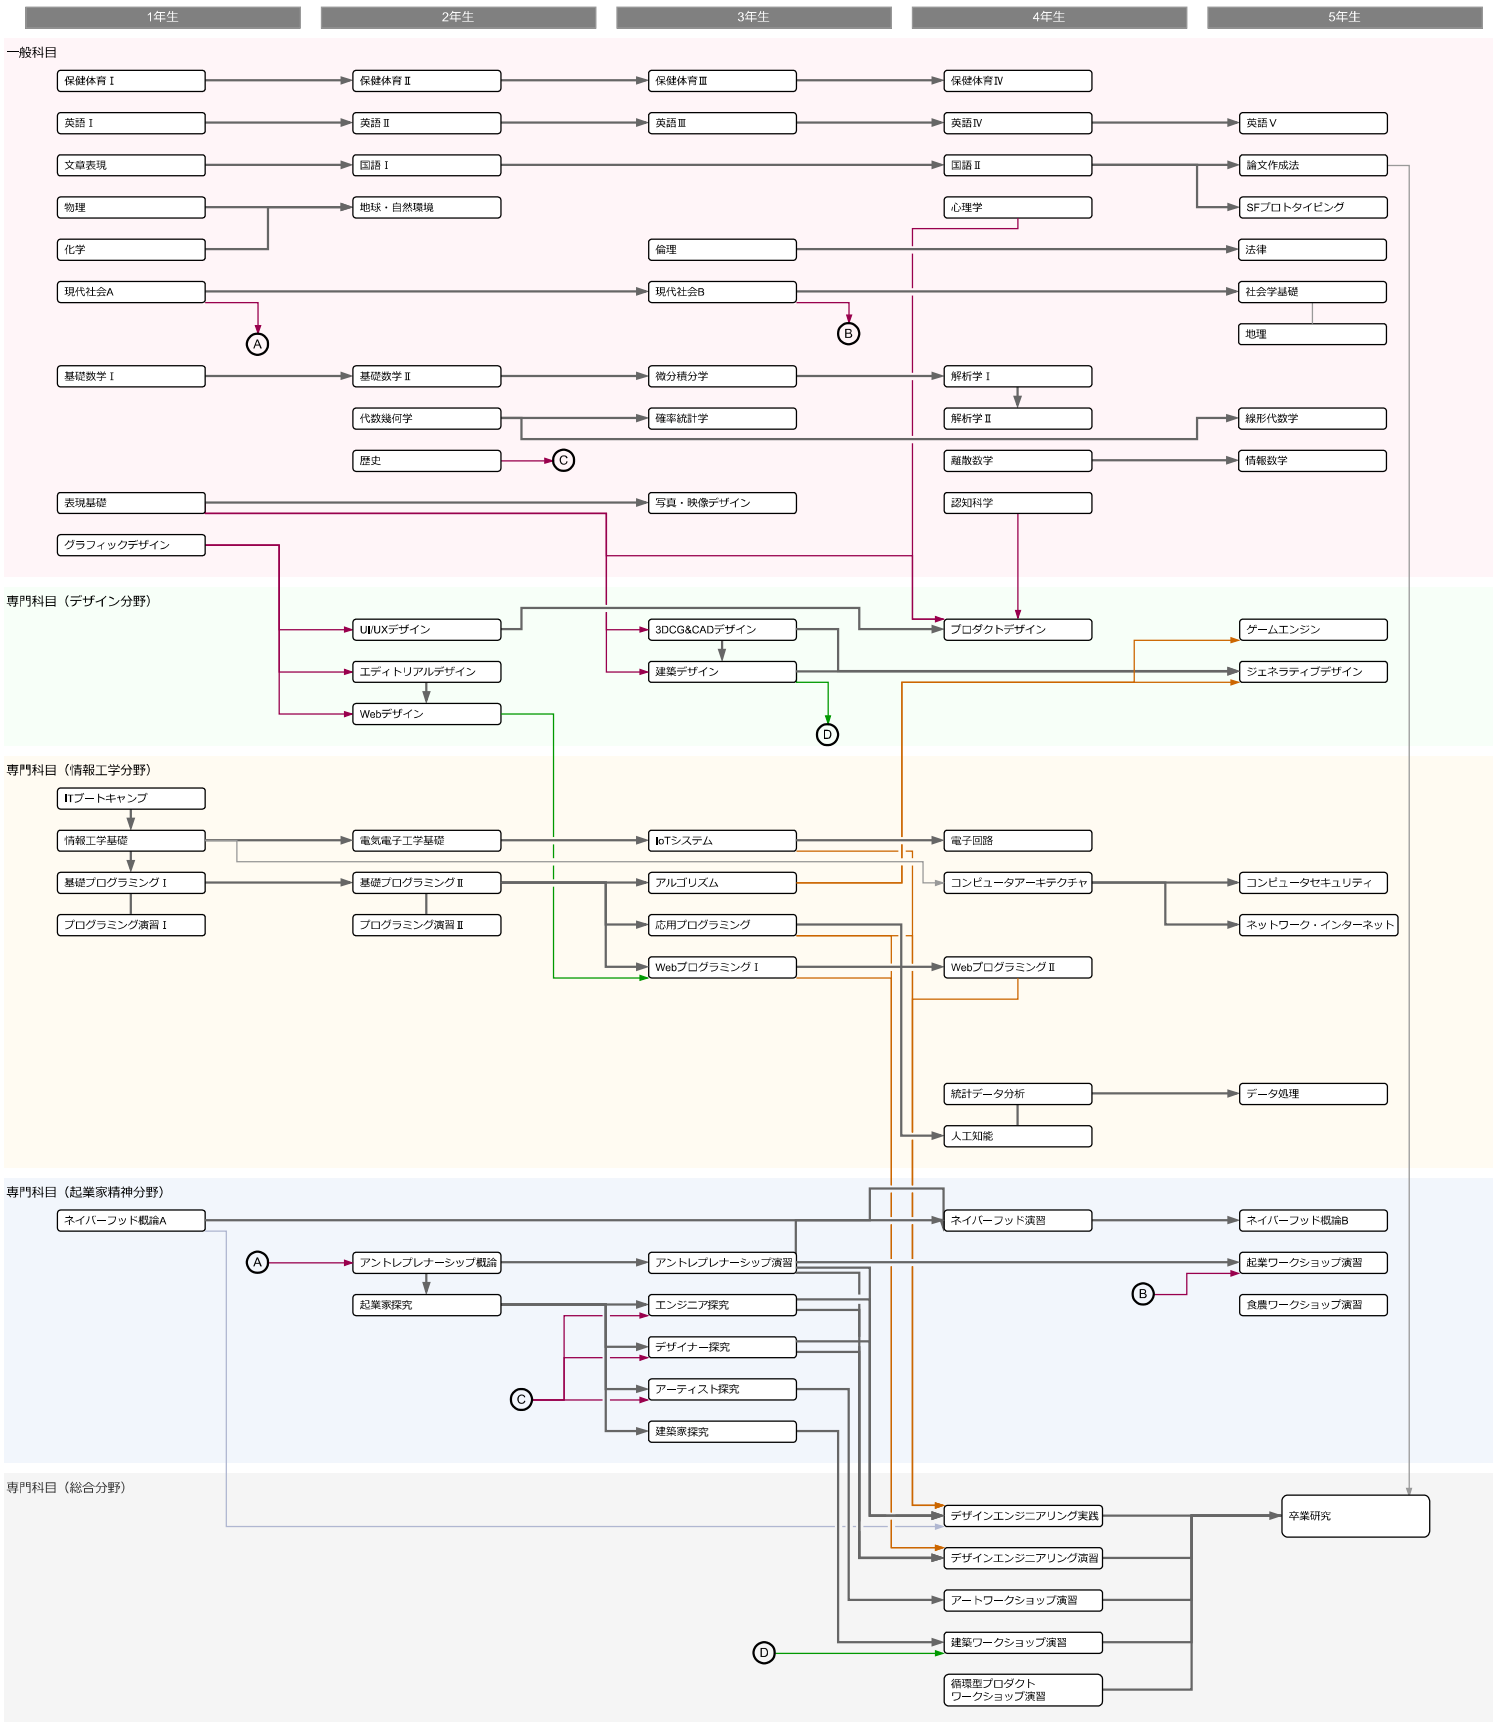 1年生
2年生
3年生
4年生
5年生
一般科目
保健体育Ⅰ
保健体育Ⅱ
保健体育Ⅲ
保健体育Ⅳ
英語Ⅰ
英語Ⅱ
英語Ⅲ
英語Ⅳ
英語Ⅴ
文章表現
国語Ⅰ
国語Ⅱ
論文作成法
物理
地球・自然環境
心理学
SFプロトタイピング
化学
倫理
法律
現代社会A
現代社会B
社会学基礎
A
B
地理
基礎数学Ⅰ
基礎数学Ⅱ
微分積分学
解析学Ⅰ
代数幾何学
確率統計学
解析学Ⅱ
線形代数学
歴史
C
離散数学
情報数学
表現基礎
写真・映像デザイン
認知科学
グラフィックデザイン
専門科目（デザイン分野）
UI/UXデザイン
3DCG&CADデザイン
プロダクトデザイン
ゲームエンジン
エディトリアルデザイン
建築デザイン
ジェネラティブデザイン
Webデザイン
D
専門科目（情報工学分野）
ITブートキャンプ
情報工学基礎
電気電子工学基礎
IoTシステム
電子回路
基礎プログラミングⅠ
基礎プログラミングⅡ
アルゴリズム
コンピュータアーキテクチャ
コンピュータセキュリティ
プログラミング演習Ⅰ
プログラミング演習Ⅱ
応用プログラミング
ネットワーク・インターネット
WebプログラミングⅠ
WebプログラミングⅡ
統計データ分析
データ処理
人工知能
専門科目（起業家精神分野）
ネイバーフッド概論A
ネイバーフッド演習
ネイバーフッド概論B
A
アントレプレナーシップ概論
アントレプレナーシップ演習
起業ワークショップ演習
B
起業家探究
エンジニア探究
食農ワークショップ演習
デザイナー探究
C
アーティスト探究
建築家探究
専門科目（総合分野）
デザインエンジニアリング実践
卒業研究
デザインエンジニアリング演習
アートワークショップ演習
D
建築ワークショップ演習
循環型プロダクト
ワークショップ演習